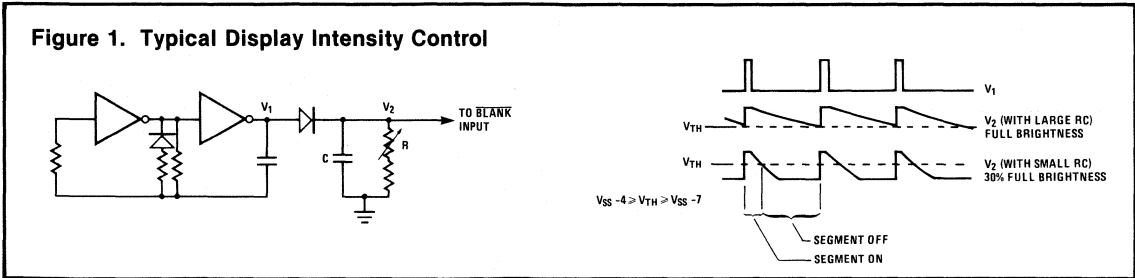 Figure 1. Typical Display Intensity Control
V1
V2
TO BLANK
INPUT
C
R
V1
VTH
V2 (WITH LARGE RC)
FULL BRIGHTNESS
VTH
V2 (WITH SMALL RC)
30% FULL BRIGHTNESS
VSS -4 ⩾ VTH ⩾ VSS -7
SEGMENT OFF
SEGMENT ON